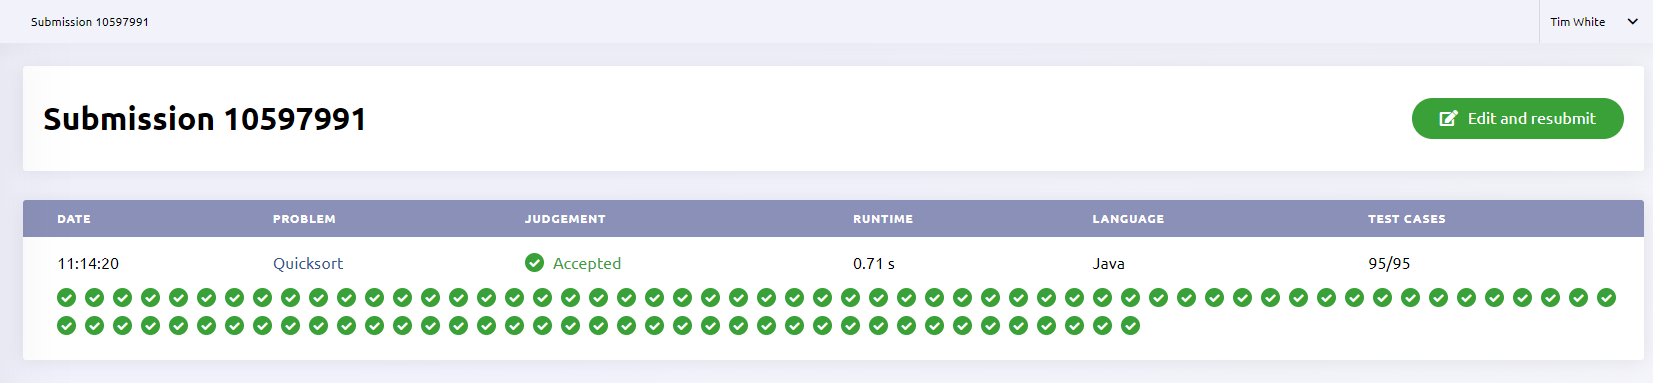 Submission 10597991 Tim White
Submission 10597991 Edit and resubmit
DATE PROBLEM JUDGEMENT RUNTIME LANGUAGE TEST CASES
11:14:20 Quicksort Accepted 0.71 s Java 95/95